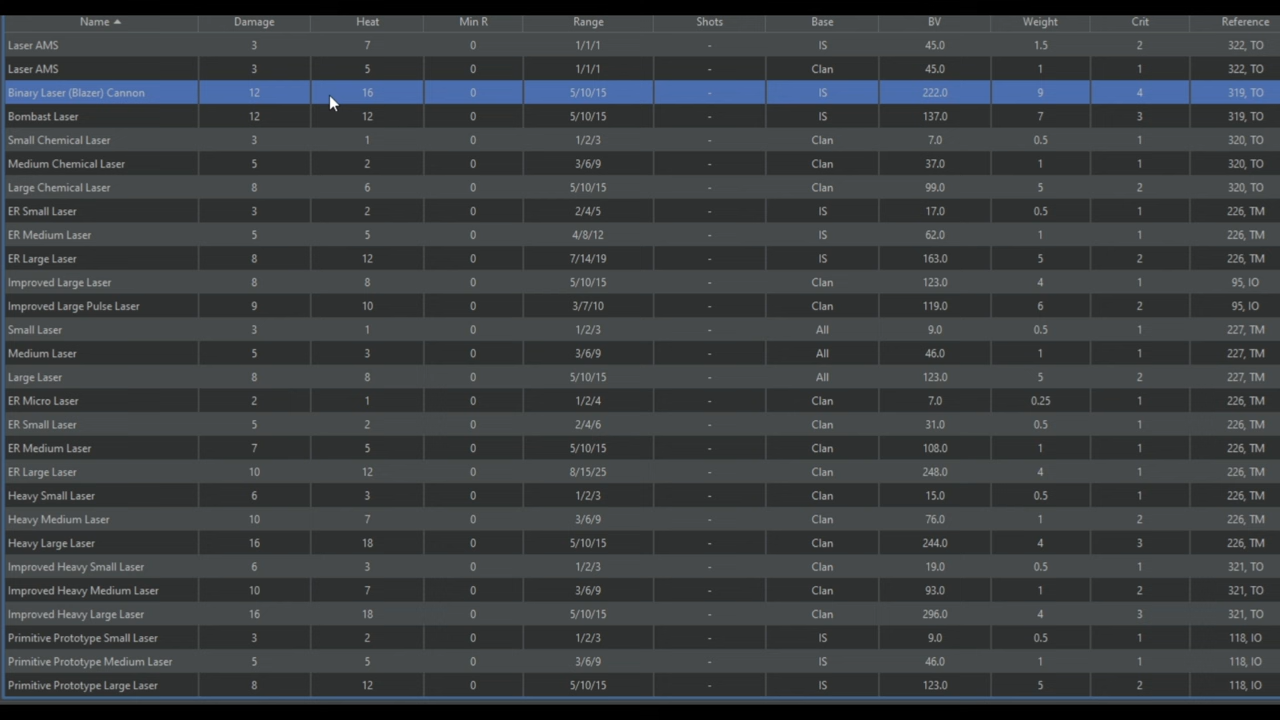 Name Damage Heat Min R Range Shots Base BV Weight Crit Reference
Laser AMS 3 7 0 1/1/1 - IS 45.0 1.5 2 322, TO
Laser AMS 3 5 0 1/1/1 - Clan 45.0 1 1 322, TO
Binary Laser (Blazer) Cannon 12 16 0 5/10/15 - IS 222.0 9 4 319, TO
Bombast Laser 12 12 0 5/10/15 - IS 137.0 7 3 319, TO
Small Chemical Laser 3 1 0 1/2/3 - Clan 7.0 0.5 1 320, TO
Medium Chemical Laser 5 2 0 3/6/9 - Clan 37.0 1 1 320, TO
Large Chemical Laser 8 6 0 5/10/15 - Clan 99.0 5 2 320, TO
ER Small Laser 3 2 0 2/4/5 - IS 17.0 0.5 1 226, TM
ER Medium Laser 5 5 0 4/8/12 - IS 62.0 1 1 226, TM
ER Large Laser 8 12 0 7/14/19 - IS 163.0 5 2 226, TM
Improved Large Laser 8 8 0 5/10/15 - Clan 123.0 4 1 95, IO
Improved Large Pulse Laser 9 10 0 3/7/10 - Clan 119.0 6 2 95, IO
Small Laser 3 1 0 1/2/3 - All 9.0 0.5 1 227, TM
Medium Laser 5 3 0 3/6/9 - All 46.0 1 1 227, TM
Large Laser 8 8 0 5/10/15 - All 123.0 5 2 227, TM
ER Micro Laser 2 1 0 1/2/4 - Clan 7.0 0.25 1 226, TM
ER Small Laser 5 2 0 2/4/6 - Clan 31.0 0.5 1 226, TM
ER Medium Laser 7 5 0 5/10/15 - Clan 108.0 1 1 226, TM
ER Large Laser 10 12 0 8/15/25 - Clan 248.0 4 1 226, TM
Heavy Small Laser 6 3 0 1/2/3 - Clan 15.0 0.5 1 226, TM
Heavy Medium Laser 10 7 0 3/6/9 - Clan 76.0 1 2 226, TM
Heavy Large Laser 16 18 0 5/10/15 - Clan 244.0 4 3 226, TM
Improved Heavy Small Laser 6 3 0 1/2/3 - Clan 19.0 0.5 1 321, TO
Improved Heavy Medium Laser 10 7 0 3/6/9 - Clan 93.0 1 2 321, TO
Improved Heavy Large Laser 16 18 0 5/10/15 - Clan 296.0 4 3 321, TO
Primitive Prototype Small Laser 3 2 0 1/2/3 - IS 9.0 0.5 1 118, IO
Primitive Prototype Medium Laser 5 5 0 3/6/9 - IS 46.0 1 1 118, IO
Primitive Prototype Large Laser 8 12 0 5/10/15 - IS 123.0 5 2 118, IO